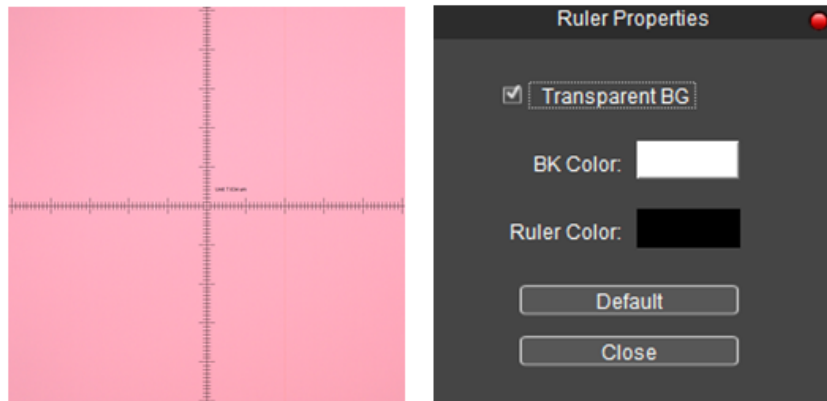 Ruler Properties
Transparent BG
BK Color:
Ruler Color:
Default
Close